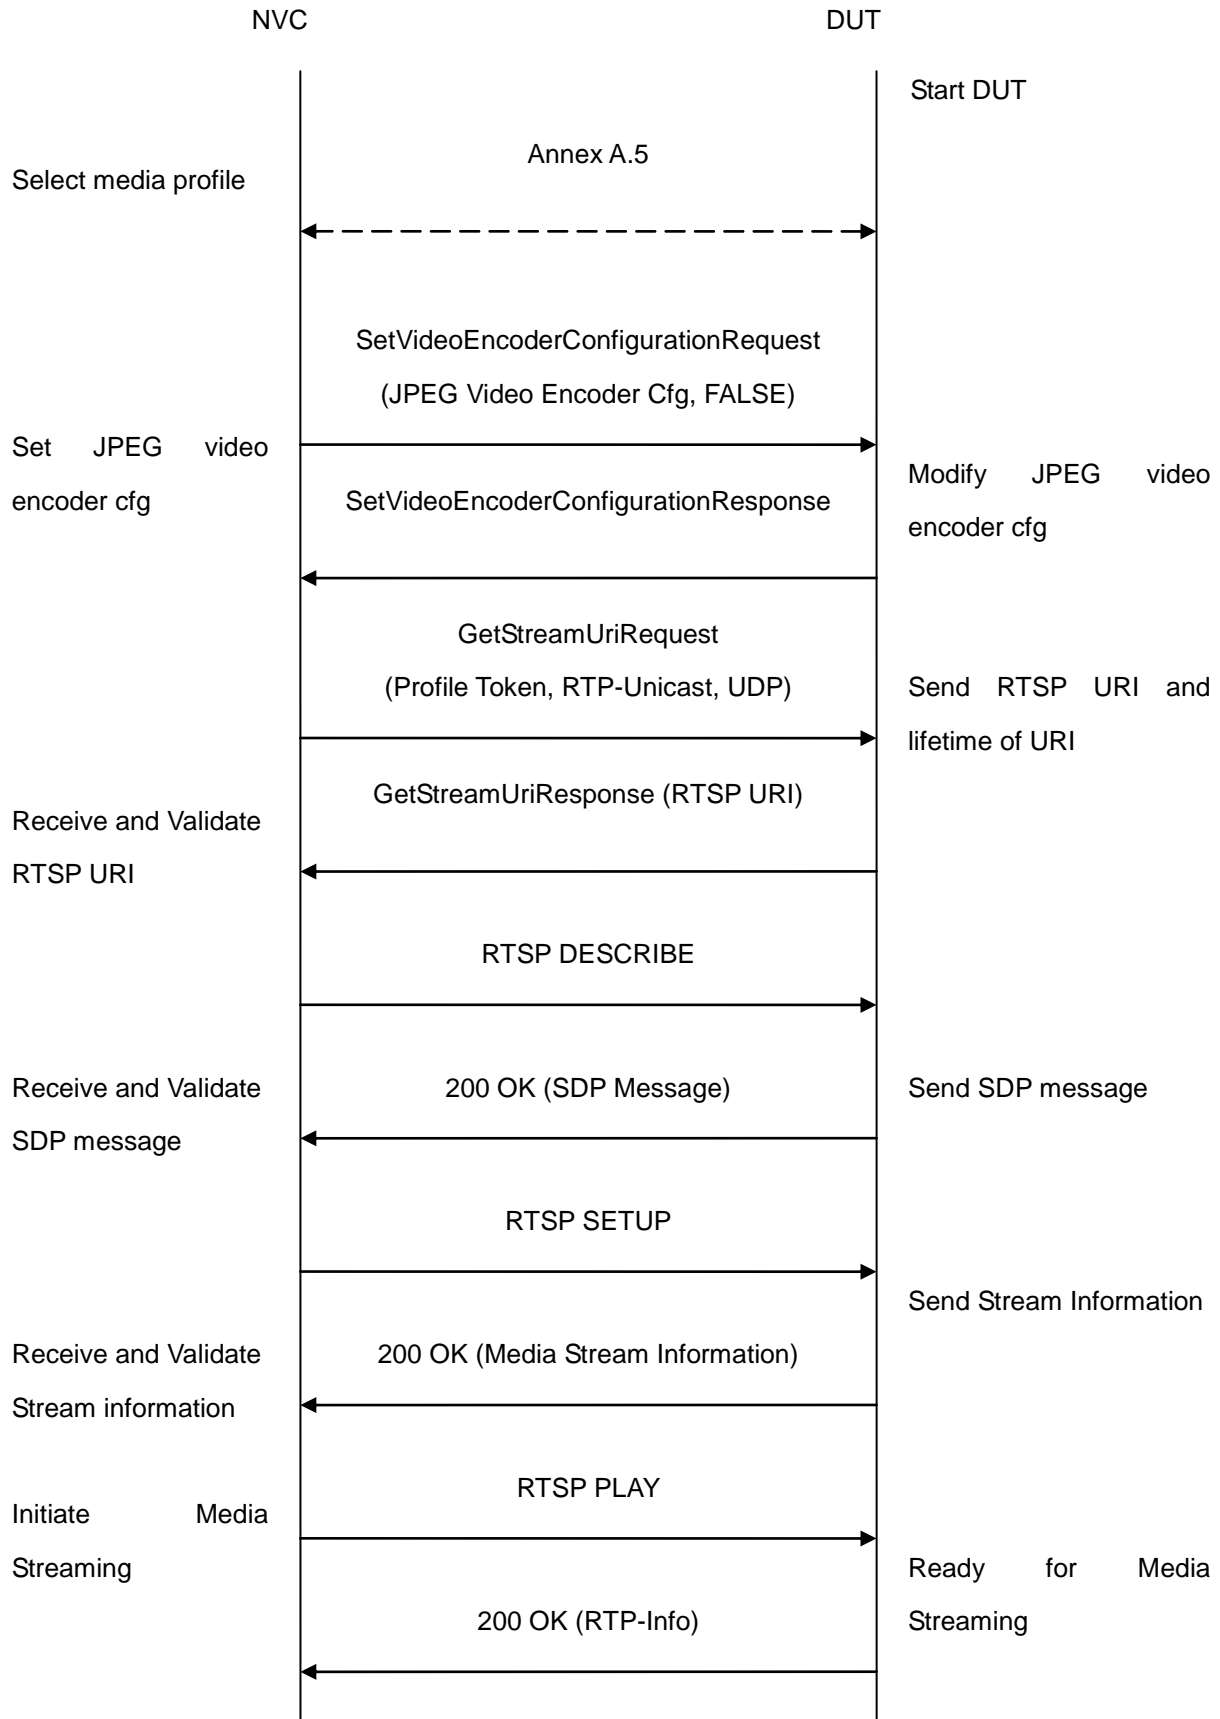 NVC
DUT
Start DUT
Annex A.5
Select media profile
SetVideoEncoderConfigurationRequest
(JPEG Video Encoder Cfg, FALSE)
Set JPEG video
encoder cfg
Modify JPEG video
encoder cfg
SetVideoEncoderConfigurationResponse
GetStreamUriRequest
(Profile Token, RTP-Unicast, UDP)
Send RTSP URI and
lifetime of URI
GetStreamUriResponse (RTSP URI)
Receive and Validate
RTSP URI
RTSP DESCRIBE
Receive and Validate
SDP message
200 OK (SDP Message)
Send SDP message
RTSP SETUP
Send Stream Information
Receive and Validate
Stream information
200 OK (Media Stream Information)
RTSP PLAY
Initiate Media
Streaming
Ready for Media
Streaming
200 OK (RTP-Info)